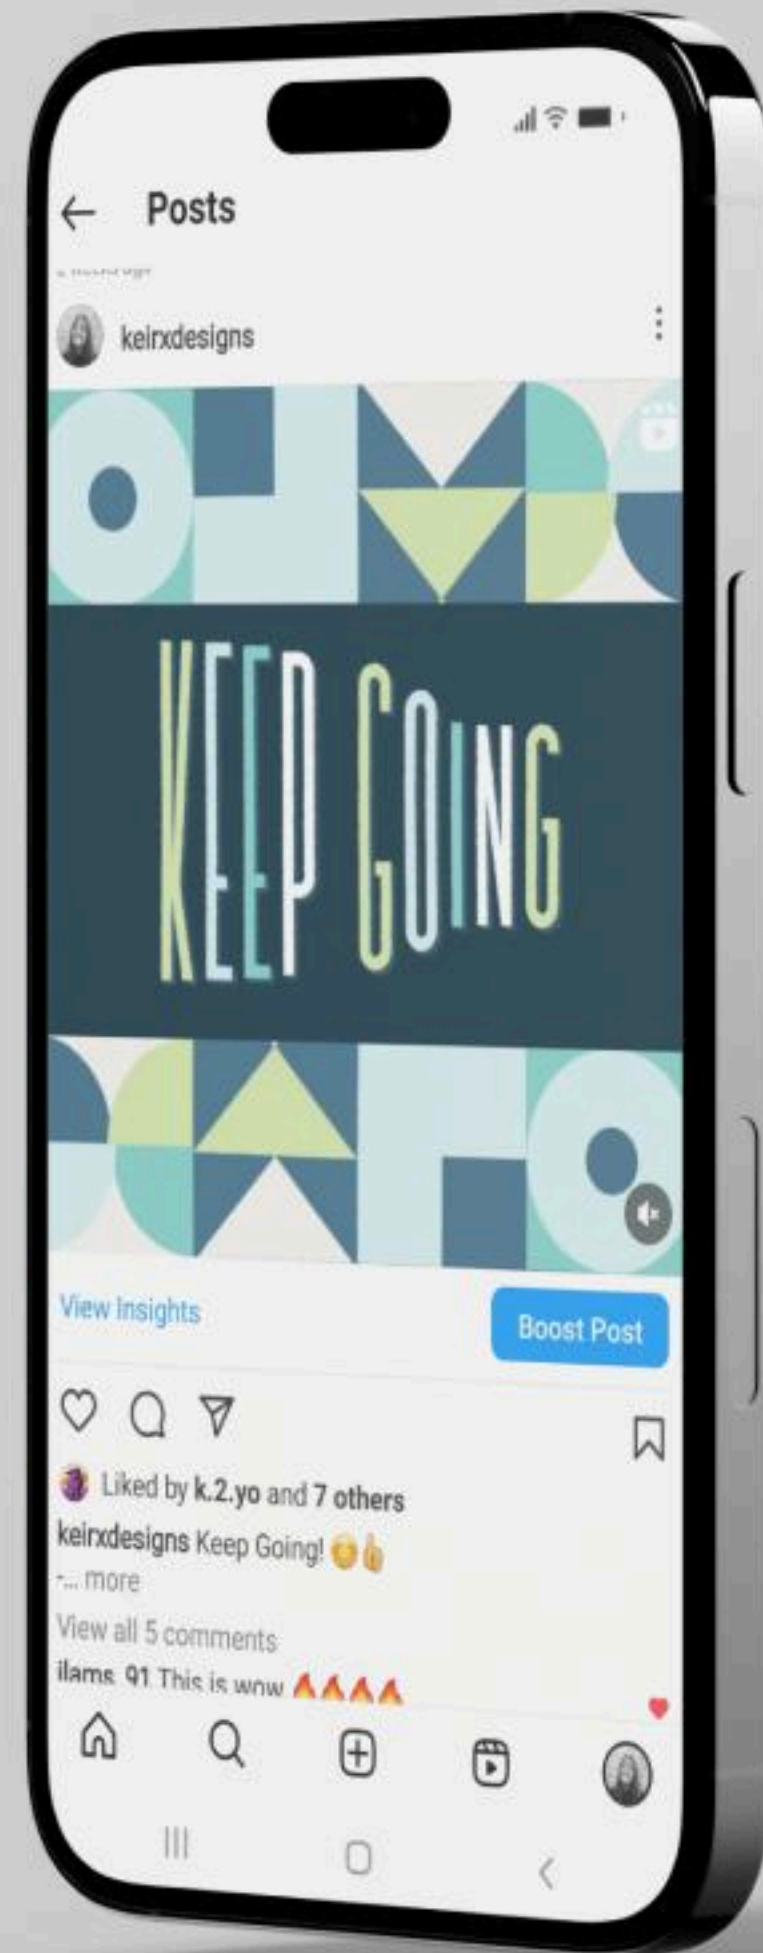 Posts
keirxdesigns
KEEP GOING
View Insights
Boost Post
Liked by k.2.yo and 7 others
keirxdesigns Keep Going! 😊👍
-... more
View all 5 comments
ilams_91 This is wow 🔥🔥🔥🔥